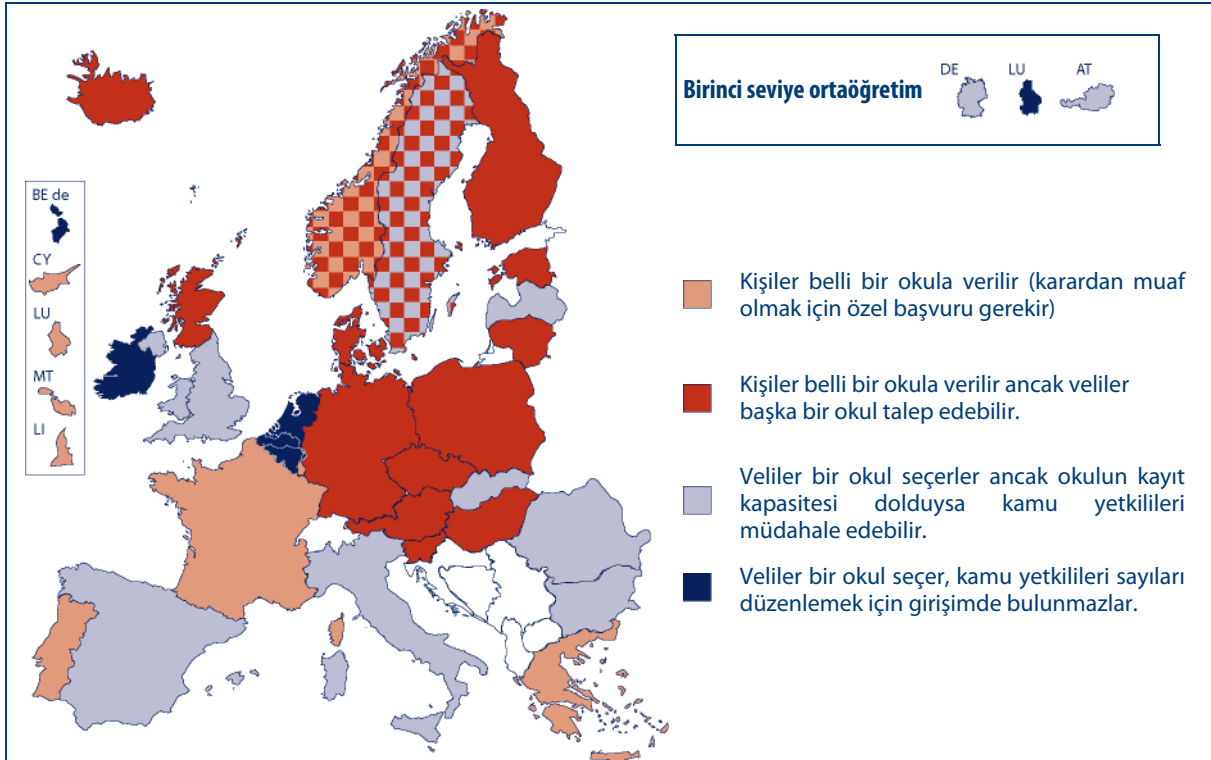 Birinci seviye ortaöğretim
DE
LU
AT
BE de
CY
LU
MT
LI
Kişiler belli bir okula verilir (karardan muaf
olmak için özel başvuru gerekir)
Kişiler belli bir okula verilir ancak veliler
başka bir okul talep edebilir.
Veliler bir okul seçerler ancak okulun kayıt
kapasitesi dolduysa kamu yetkilileri
müdahale edebilir.
Veliler bir okul seçer, kamu yetkilileri sayıları
düzenlemek için girişimde bulunmazlar.